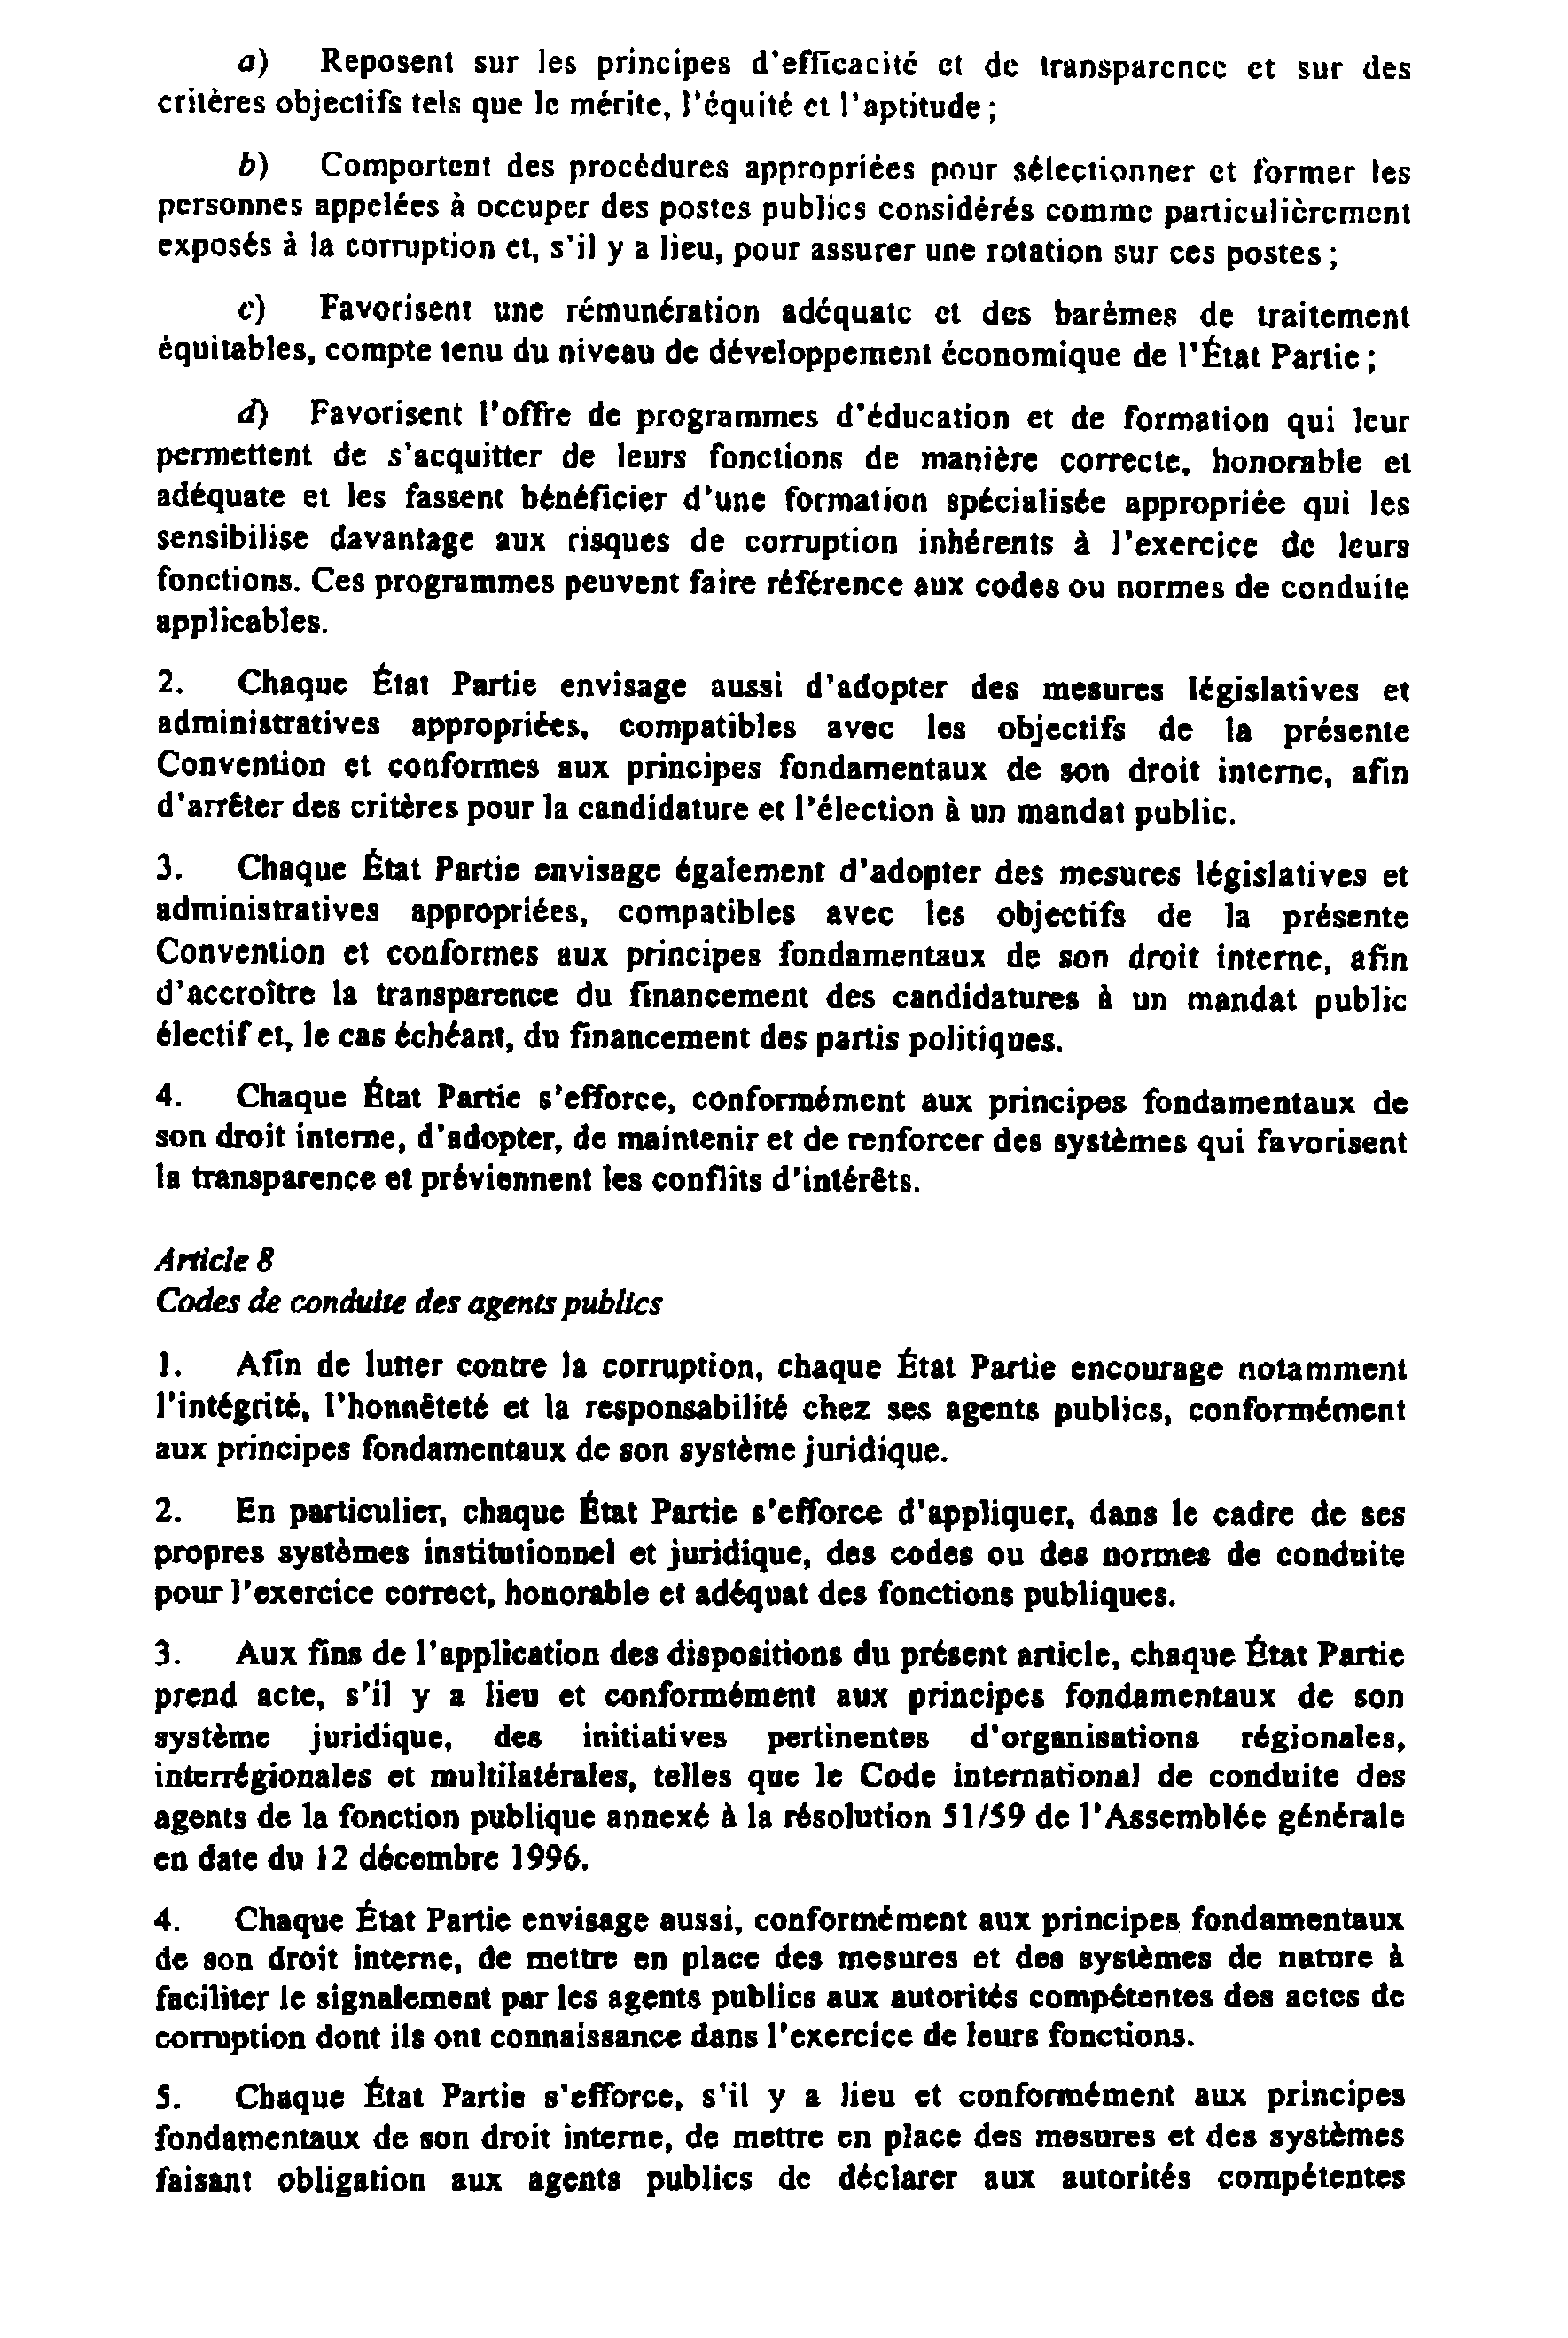 a) Reposent sur les principes d'efficacité et de transparence et sur des
critères objectifs tels que le mérite, l'équité et l'aptitude ;
b) Comportent des procédures appropriées pour sélectionner et former les
personnes appelées à occuper des postes publics considérés comme particulièrement
exposés à la corruption et, s'il y a lieu, pour assurer une rotation sur ces postes ;
c) Favorisent une rémunération adéquate et des barèmes de traitement
équitables, compte tenu du niveau de développement économique de l'État Partie ;
d) Favorisent l'offre de programmes d'éducation et de formation qui leur
permettent de s'acquitter de leurs fonctions de manière correcte, honorable et
adéquate et les fassent bénéficier d'une formation spécialisée appropriée qui les
sensibilise davantage aux risques de corruption inhérents à l'exercice de leurs
fonctions. Ces programmes peuvent faire référence aux codes ou normes de conduite
applicables.
2. Chaque État Partie envisage aussi d'adopter des mesures législatives et
administratives appropriées, compatibles avec les objectifs de la présente
Convention et conformes aux principes fondamentaux de son droit interne, afin
d'arrêter des critères pour la candidature et l'élection à un mandat public.
3. Chaque État Partie envisage également d'adopter des mesures législatives et
administratives appropriées, compatibles avec les objectifs de la présente
Convention et conformes aux principes fondamentaux de son droit interne, afin
d'accroître la transparence du financement des candidatures à un mandat public
électif et, le cas échéant, du financement des partis politiques.
4. Chaque État Partie s'efforce, conformément aux principes fondamentaux de
son droit interne, d'adopter, de maintenir et de renforcer des systèmes qui favorisent
la transparence et préviennent les conflits d'intérêts.
Article 8
Codes de conduite des agents publics
1. Afin de lutter contre la corruption, chaque État Partie encourage notamment
l'intégrité, l'honnêteté et la responsabilité chez ses agents publics, conformément
aux principes fondamentaux de son système juridique.
2. En particulier, chaque État Partie s'efforce d'appliquer, dans le cadre de ses
propres systèmes institutionnel et juridique, des codes ou des normes de conduite
pour l'exercice correct, honorable et adéquat des fonctions publiques.
3. Aux fins de l'application des dispositions du présent article, chaque État Partie
prend acte, s'il y a lieu et conformément aux principes fondamentaux de son
système juridique, des initiatives pertinentes d'organisations régionales,
interrégionales et multilatérales, telles que le Code international de conduite des
agents de la fonction publique annexé à la résolution 51/59 de l'Assemblée générale
en date du 12 décembre 1996.
4. Chaque État Partie envisage aussi, conformément aux principes fondamentaux
de son droit interne, de mettre en place des mesures et des systèmes de nature à
faciliter le signalement par les agents publics aux autorités compétentes des actes de
corruption dont ils ont connaissance dans l'exercice de leurs fonctions.
5. Chaque État Partie s'efforce, s'il y a lieu et conformément aux principes
fondamentaux de son droit interne, de mettre en place des mesures et des systèmes
faisant obligation aux agents publics de déclarer aux autorités compétentes